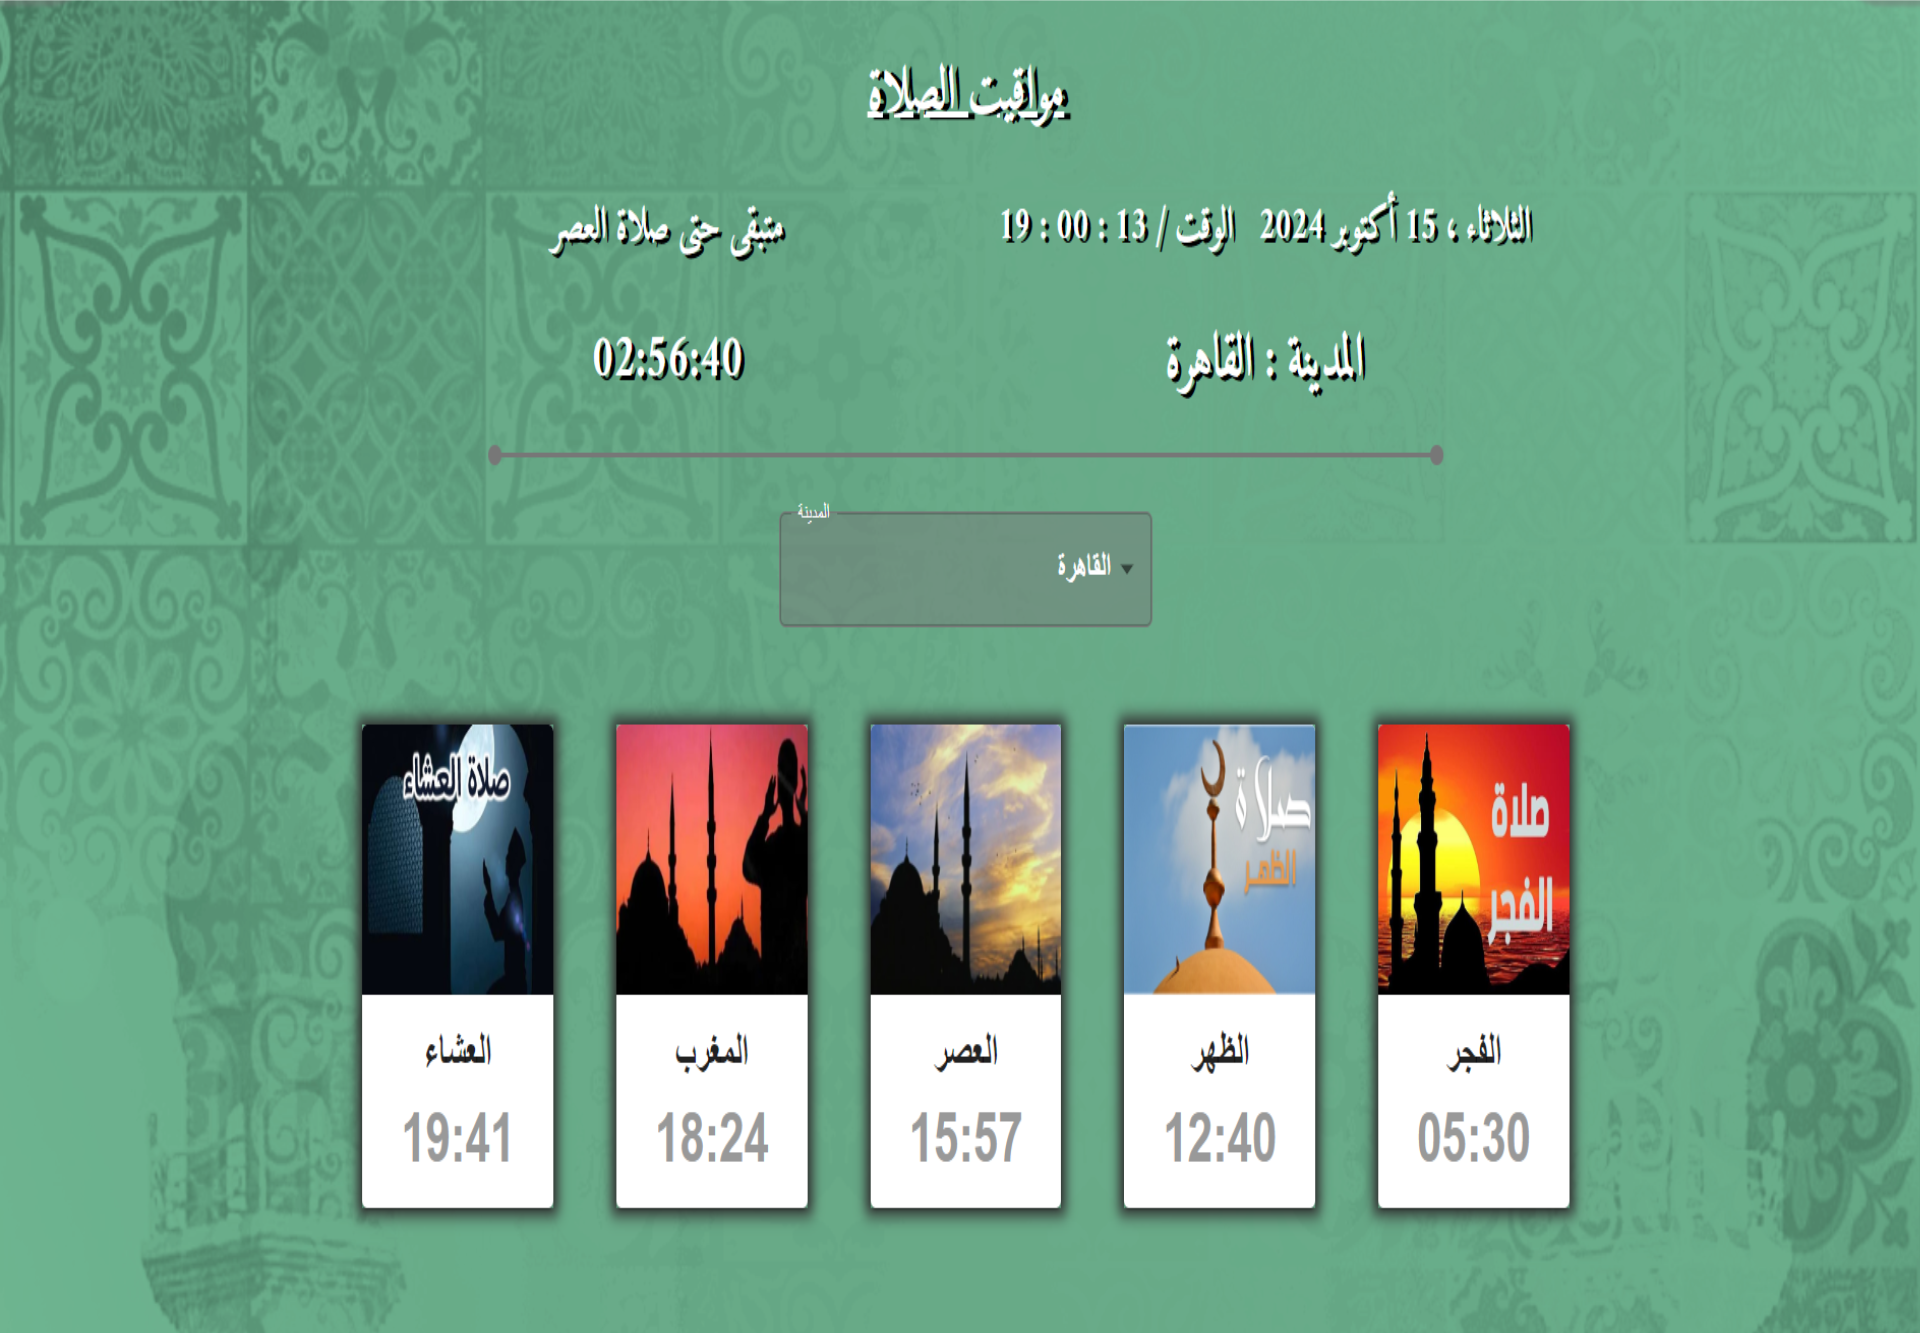 مواقيت الصلاة
الثلاثاء ، 15 أكتوبر 2024   الوقت / 13 : 00 : 19
متبقى حتى صلاة العصر
المدينة : القاهرة
02:56:40
المدينة
القاهرة
صلاة
الفجر
الفجر
05:30
صلاة
الظهر
الظهر
12:40
العصر
15:57
المغرب
18:24
صلاة العشاء
العشاء
19:41